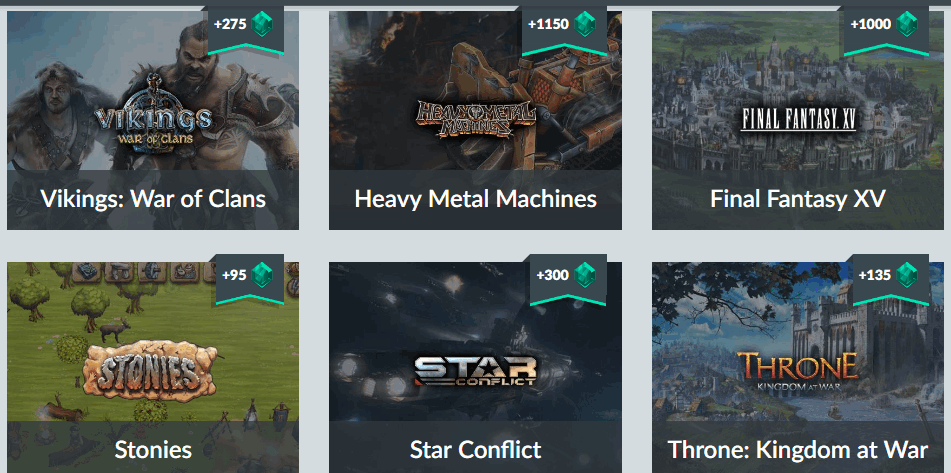 +275
+1150
+1000
VIKINGS
WAR OF CLANS
HEAVY METAL
MACHINES
FINAL FANTASY XV
Vikings: War of Clans
Heavy Metal Machines
Final Fantasy XV
+95
+300
+135
STONIES
STAR
CONFLICT
THRONE
KINGDOM AT WAR
Stonies
Star Conflict
Throne: Kingdom at War